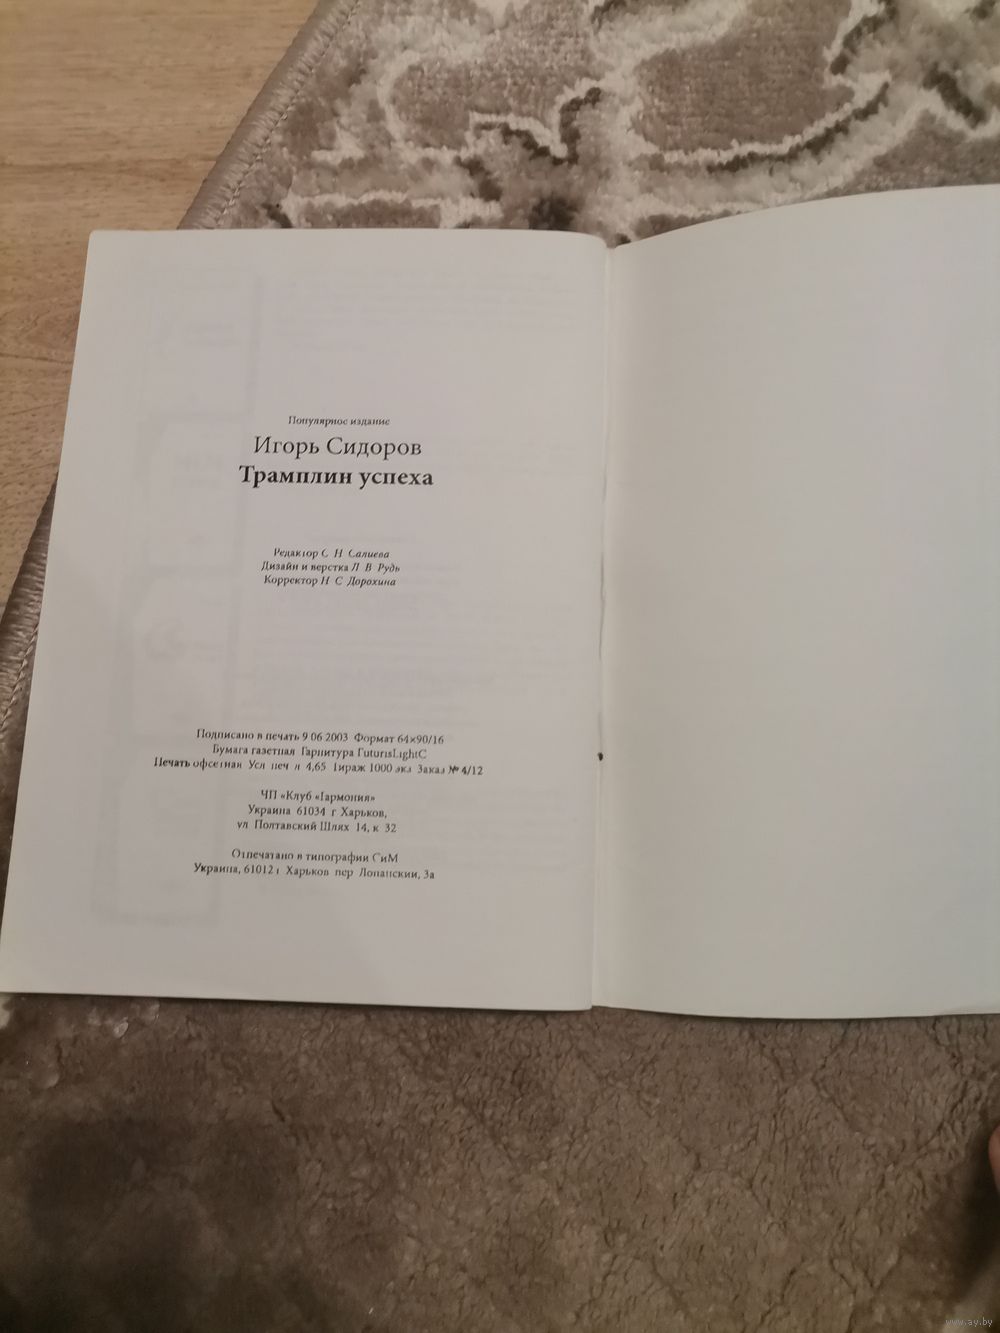 Популярное издание
Игорь Сидоров
Трамплин успеха
Редактор С Н Салиева
Дизайн и верстка Л В Рудь
Корректор Н С Дорохина
Подписано в печать 9 06 2003 Формат 64×90/16
Бумага газетная Гарнитура FuturisLightC
Печать офсетная Усл печ л 4,65 Тираж 1000 экз Заказ № 4/12
ЧП «Клуб «Гармония»
Украина 61034 г Харьков,
ул Полтавский Шлях 14, к 32
Отпечатано в типографии СиМ
Украина, 61012 г Харьков пер Лопанский, 3а
www.ay.by